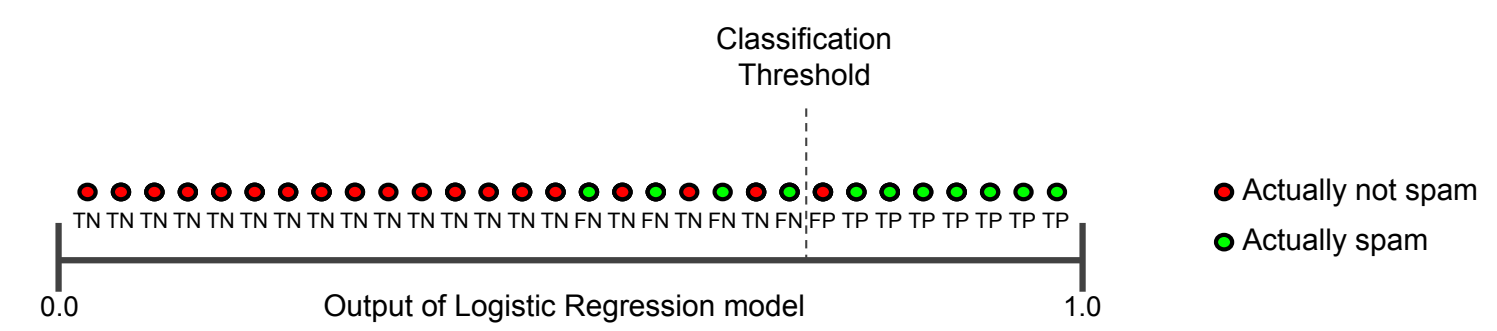 Classification
Threshold
TN TN TN TN TN TN TN TN TN TN TN TN TN TN TN FN TN FN TN FN TN FN FP TP TP TP TP TP TP TP
Actually not spam
Actually spam
0.0 Output of Logistic Regression model 1.0